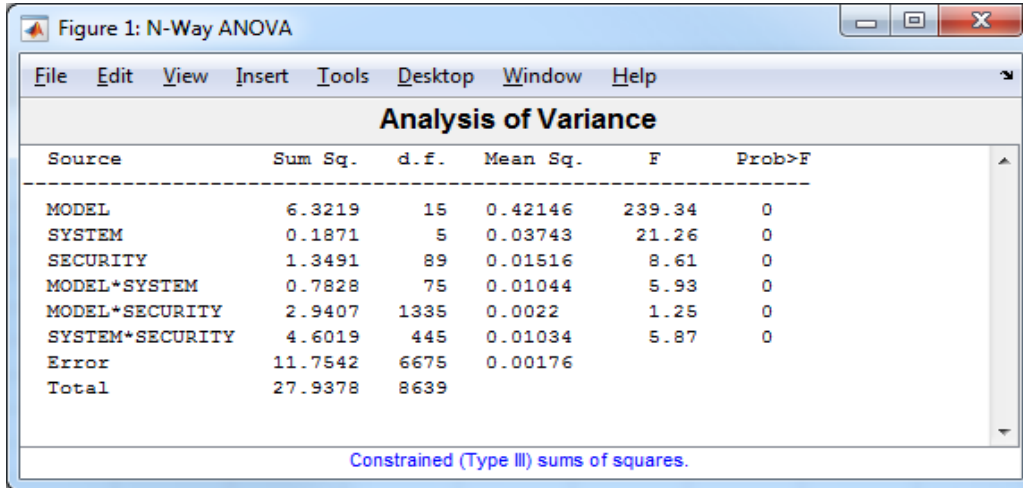 Figure 1: N-Way ANOVA
File Edit View Insert Tools Desktop Window Help
Analysis of Variance
Source Sum Sq. d.f. Mean Sq. F Prob>F
MODEL 6.3219 15 0.42146 239.34 0
SYSTEM 0.1871 5 0.03743 21.26 0
SECURITY 1.3491 89 0.01516 8.61 0
MODEL*SYSTEM 0.7828 75 0.01044 5.93 0
MODEL*SECURITY 2.9407 1335 0.0022 1.25 0
SYSTEM*SECURITY 4.6019 445 0.01034 5.87 0
Error 11.7542 6675 0.00176
Total 27.9378 8639
Constrained (Type III) sums of squares.